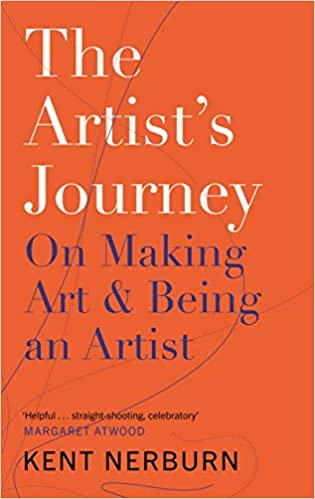 The
Artist's
Journey
On Making
Art & Being
an Artist
'Helpful . . . straight-shooting, celebratory'
MARGARET ATWOOD
KENT NERBURN